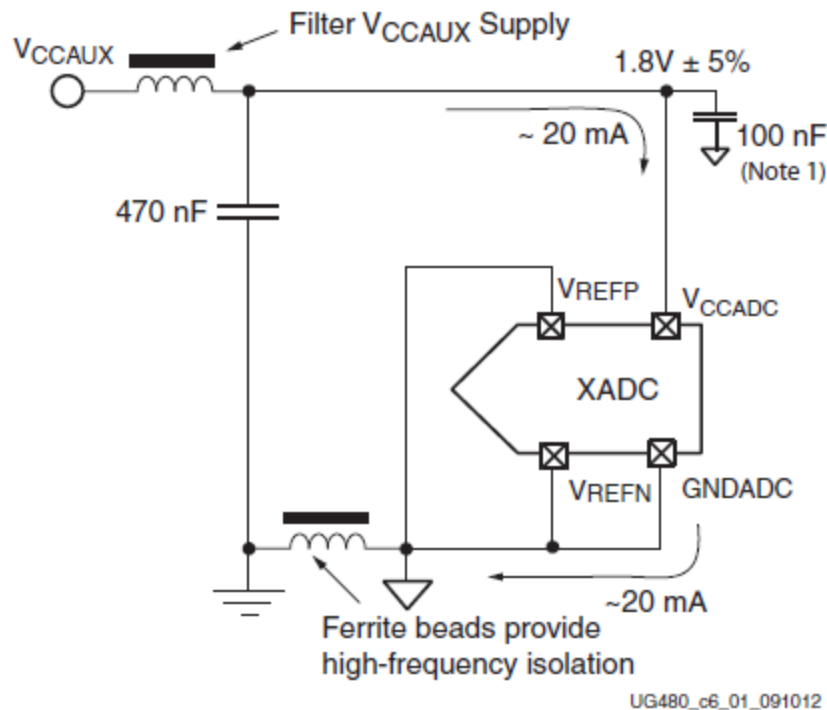 Filter VCCAUX Supply
VCCAUX
1.8V ± 5%
~ 20 mA
100 nF
(Note 1)
470 nF
VREFP
VCCADC
XADC
VREFN
GNDADC
~20 mA
Ferrite beads provide
high-frequency isolation
UG480_c6_01_091012